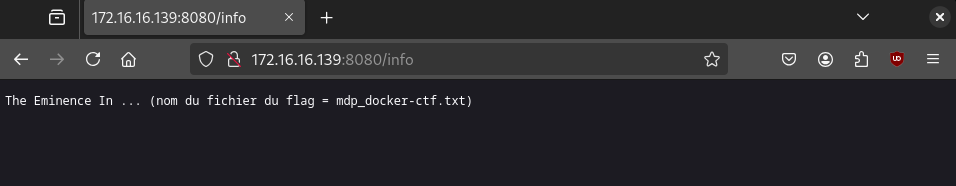 172.16.16.139:8080/info
172.16.16.139:8080/info
The Eminence In ... (nom du fichier du flag = mdp_docker-ctf.txt)